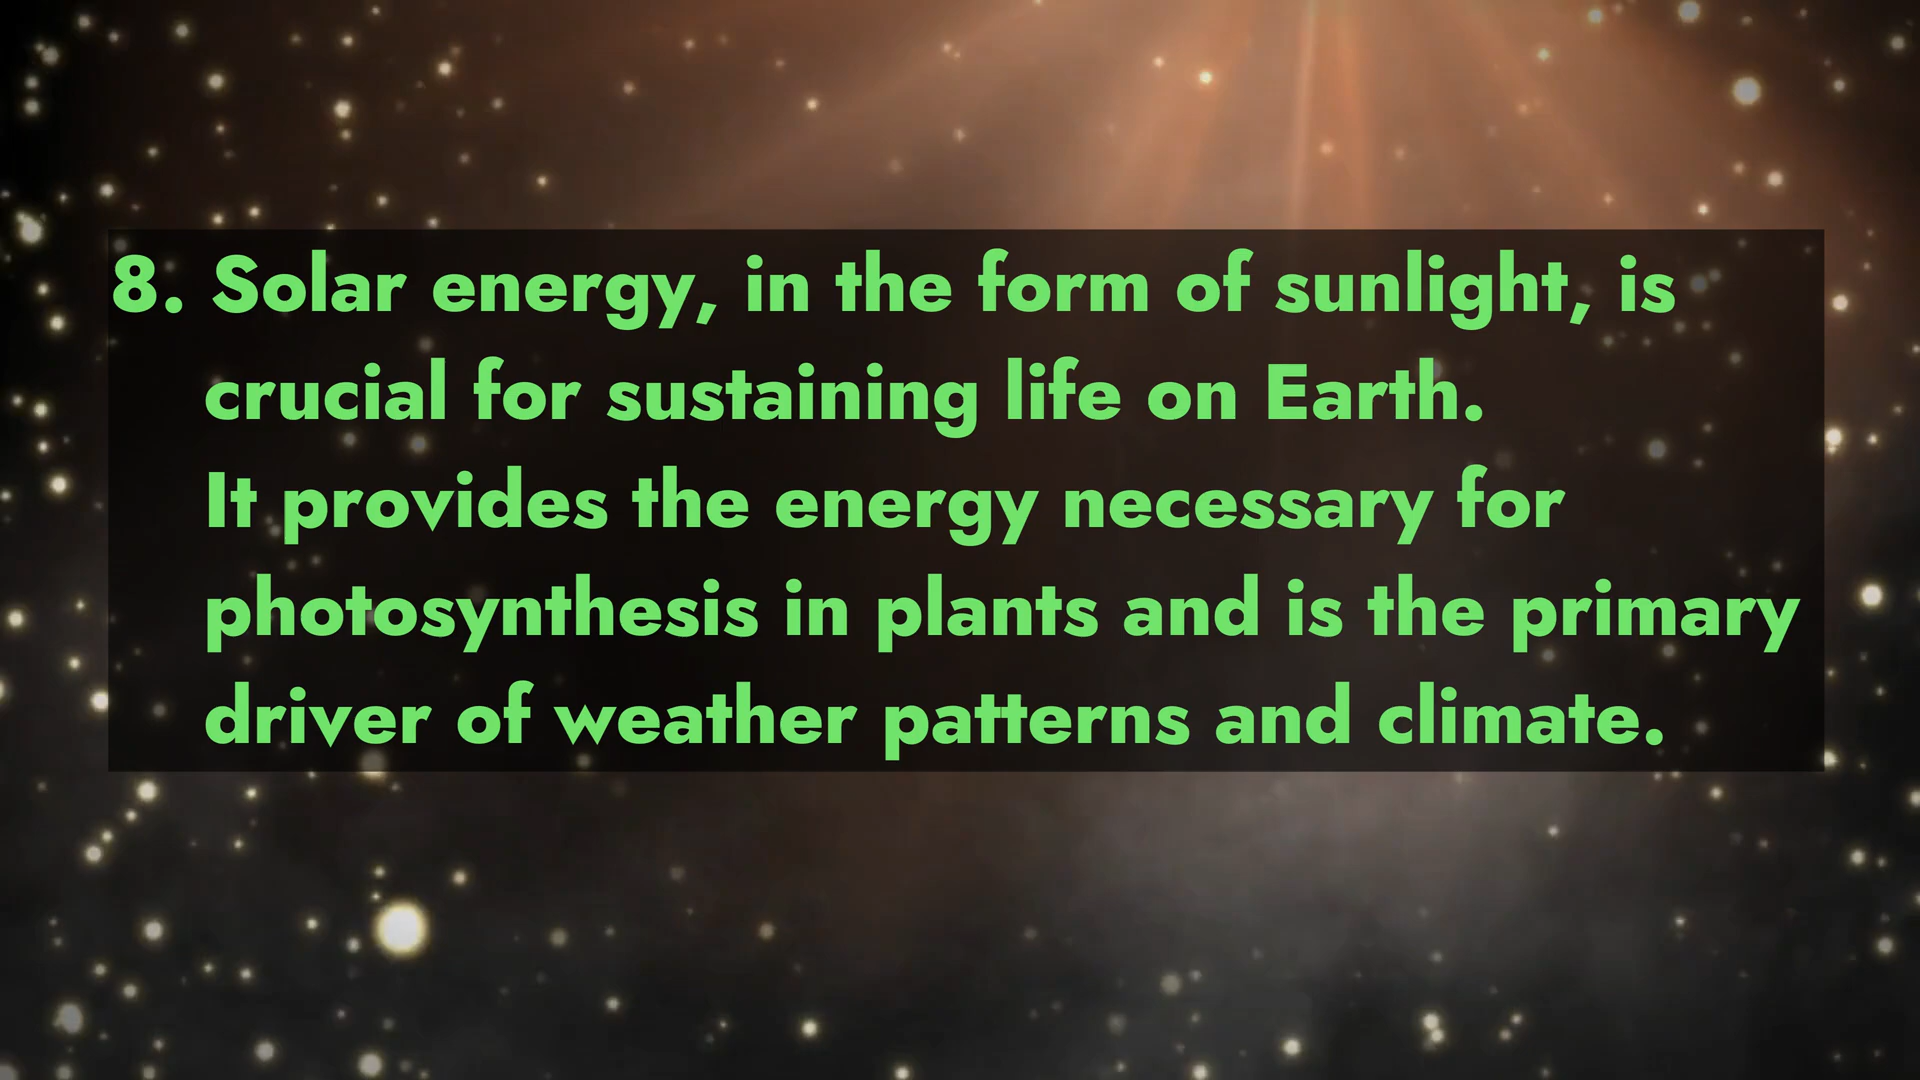 8. Solar energy, in the form of sunlight, is
crucial for sustaining life on Earth.
It provides the energy necessary for
photosynthesis in plants and is the primary
driver of weather patterns and climate.